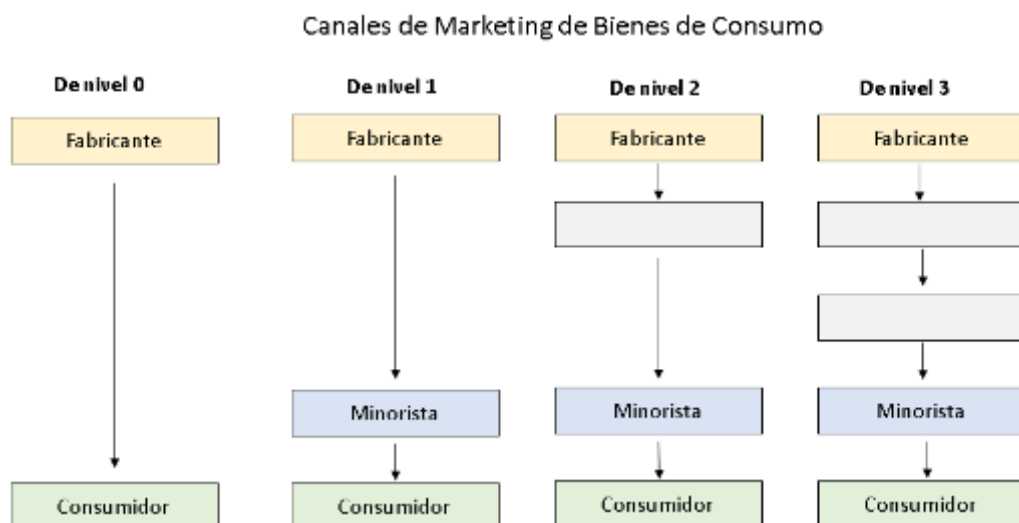 Canales de Marketing de Bienes de Consumo
De nivel 0
De nivel 1
De nivel 2
De nivel 3
Fabricante
Fabricante
Fabricante
Fabricante
Minorista
Minorista
Minorista
Consumidor
Consumidor
Consumidor
Consumidor